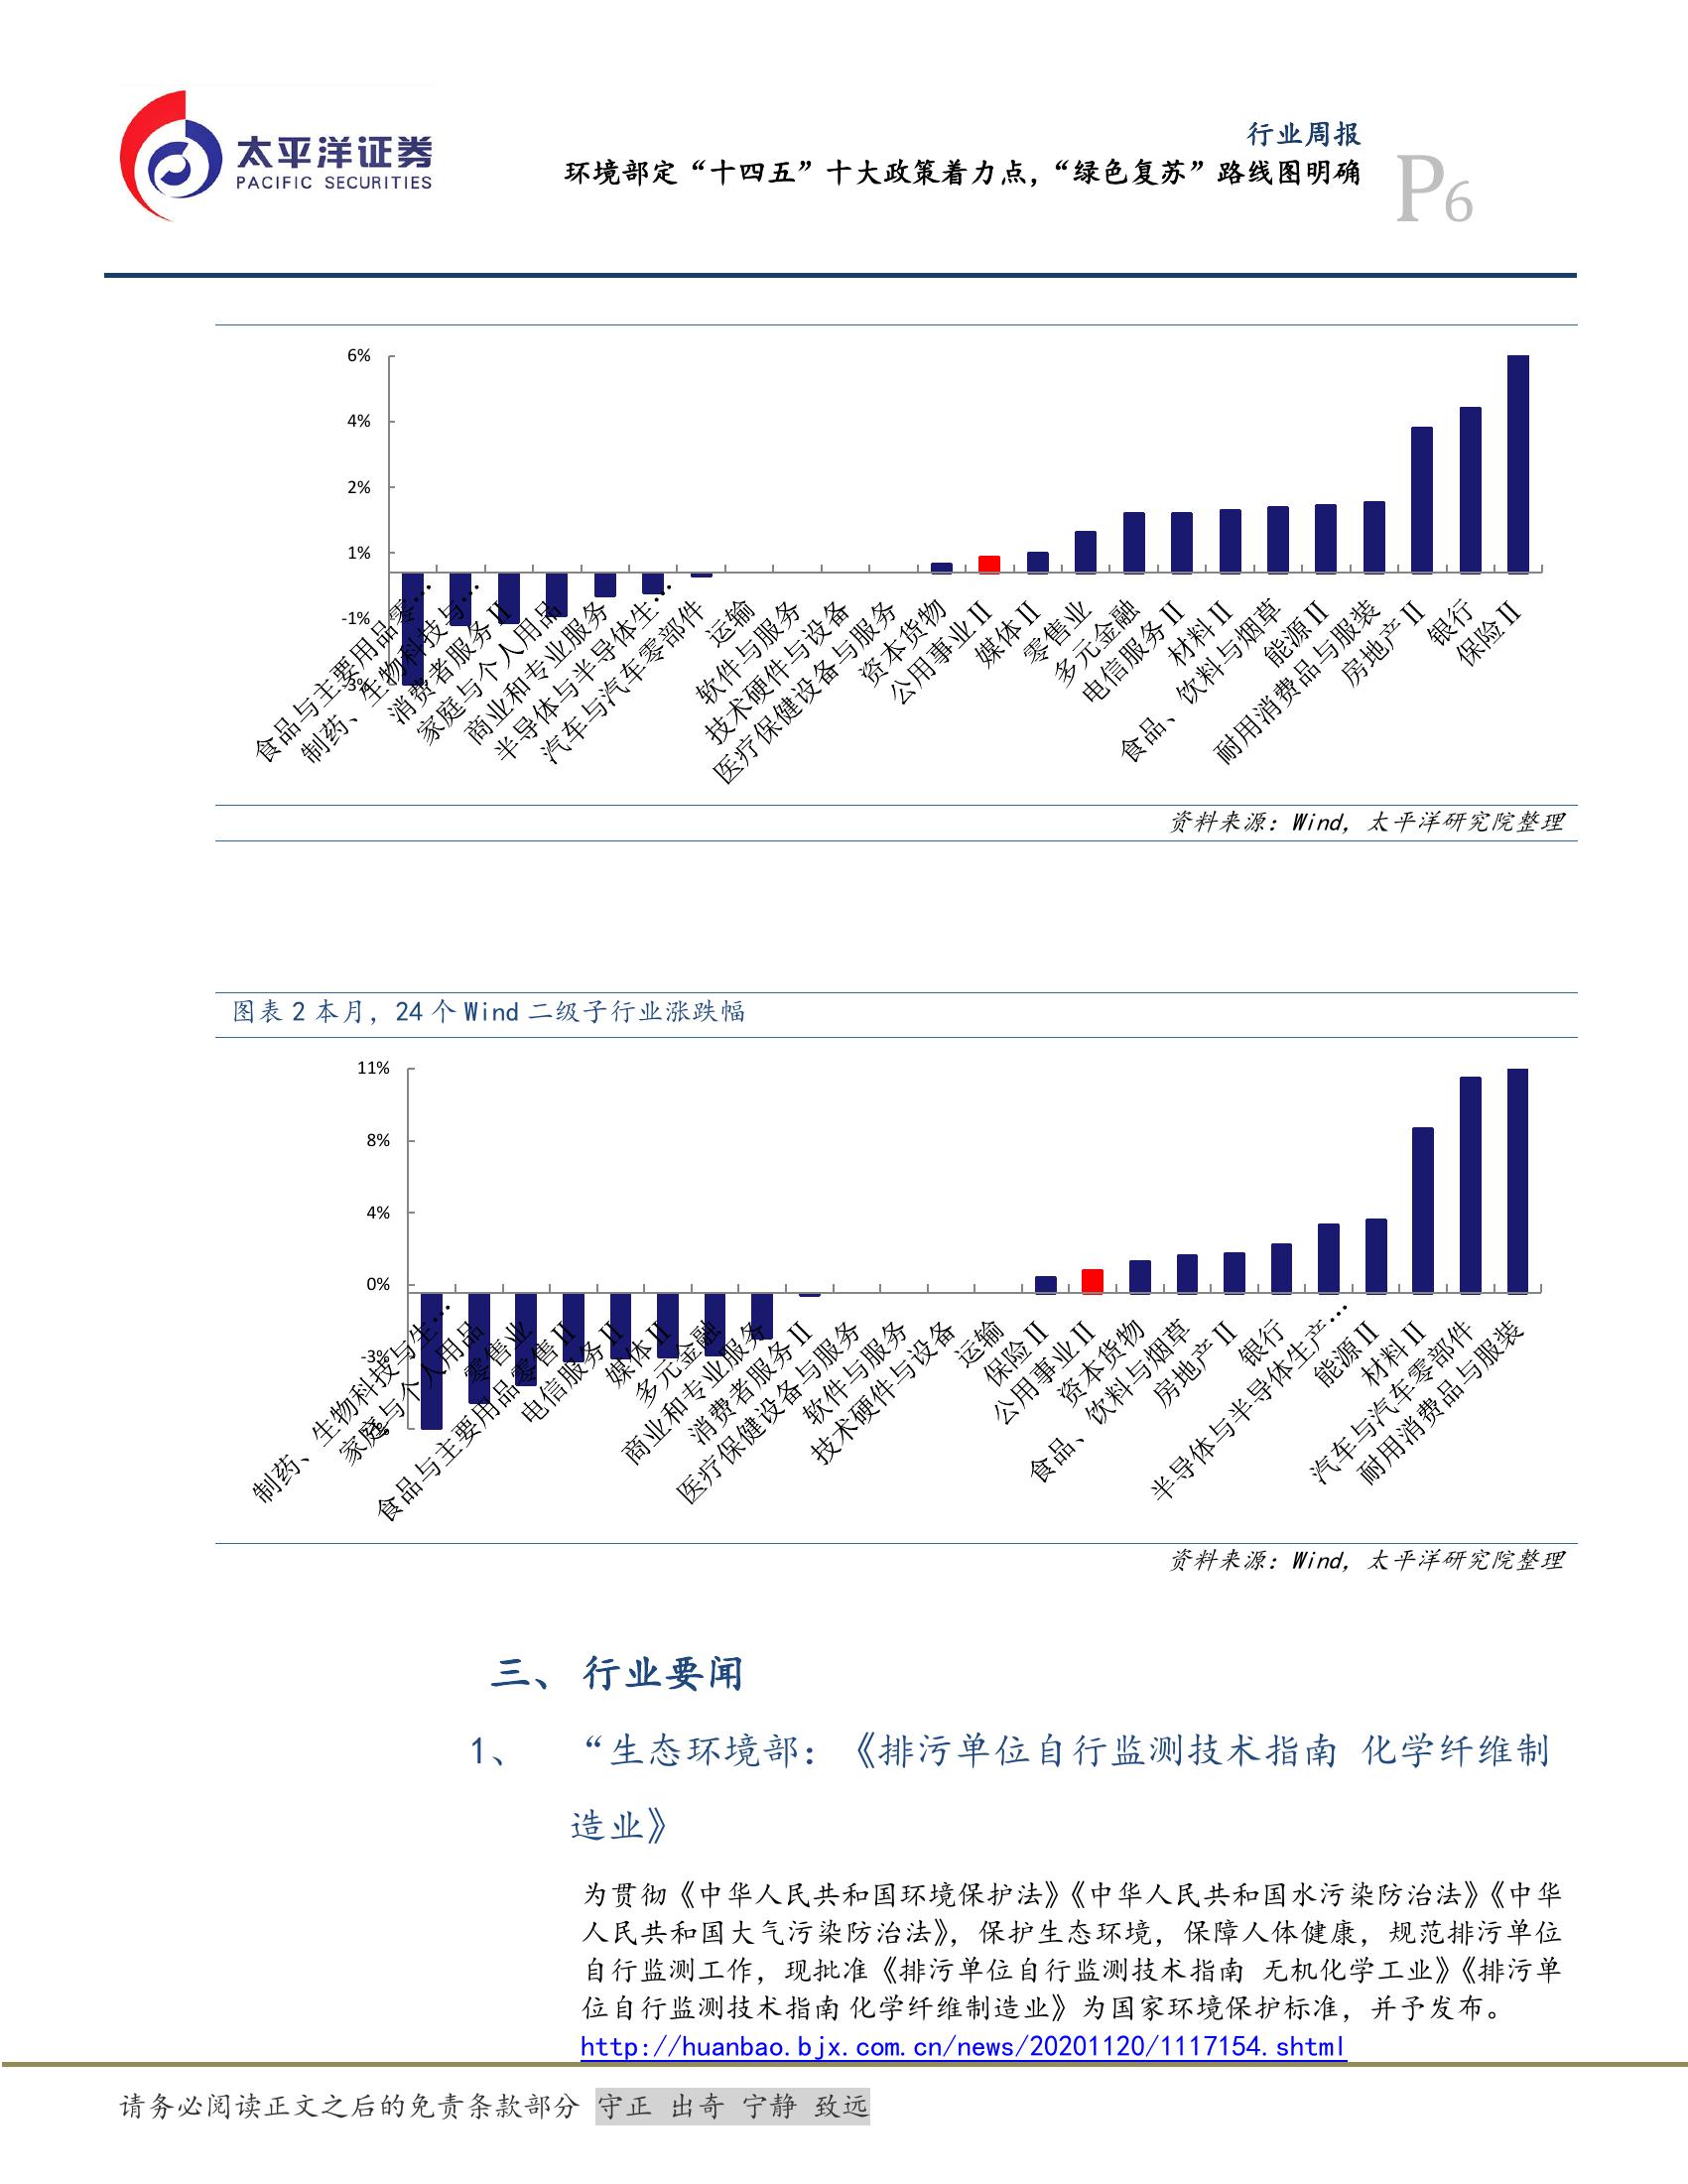 太平洋证券
PACIFIC SECURITIES
行业周报
环境部定“十四五”十大政策着力点，“绿色复苏”路线图明确
P6
6%
4%
2%
1%
-1%
-3%
食品与主要用品零…
制药、生物科技与…
消费者服务Ⅱ
家庭与个人用品
商业和专业服务
半导体与半导体生…
汽车与汽车零部件
运输
软件与服务
技术硬件与设备
医疗保健设备与服务
资本货物
公用事业Ⅱ
媒体Ⅱ
零售业
多元金融
电信服务Ⅱ
材料Ⅱ
食品、饮料与烟草
能源Ⅱ
耐用消费品与服装
房地产Ⅱ
银行
保险Ⅱ
资料来源：Wind，太平洋研究院整理
图表 2 本月，24 个 Wind 二级子行业涨跌幅
11%
8%
4%
0%
-3%
制药、生物科技与生…
家庭与个人用品
零售业
食品与主要用品零售Ⅱ
电信服务Ⅱ
媒体Ⅱ
多元金融
商业和专业服务
消费者服务Ⅱ
医疗保健设备与服务
软件与服务
技术硬件与设备
运输
保险Ⅱ
公用事业Ⅱ
资本货物
食品、饮料与烟草
房地产Ⅱ
银行
半导体与半导体生产…
能源Ⅱ
材料Ⅱ
汽车与汽车零部件
耐用消费品与服装
资料来源：Wind，太平洋研究院整理
三、 行业要闻
1、 “生态环境部：《排污单位自行监测技术指南 化学纤维制
造业》
为贯彻《中华人民共和国环境保护法》《中华人民共和国水污染防治法》《中华
人民共和国大气污染防治法》，保护生态环境，保障人体健康，规范排污单位
自行监测工作，现批准《排污单位自行监测技术指南 无机化学工业》《排污单
位自行监测技术指南 化学纤维制造业》为国家环境保护标准，并予发布。
http://huanbao.bjx.com.cn/news/20201120/1117154.shtml
请务必阅读正文之后的免责条款部分 守正 出奇 宁静 致远